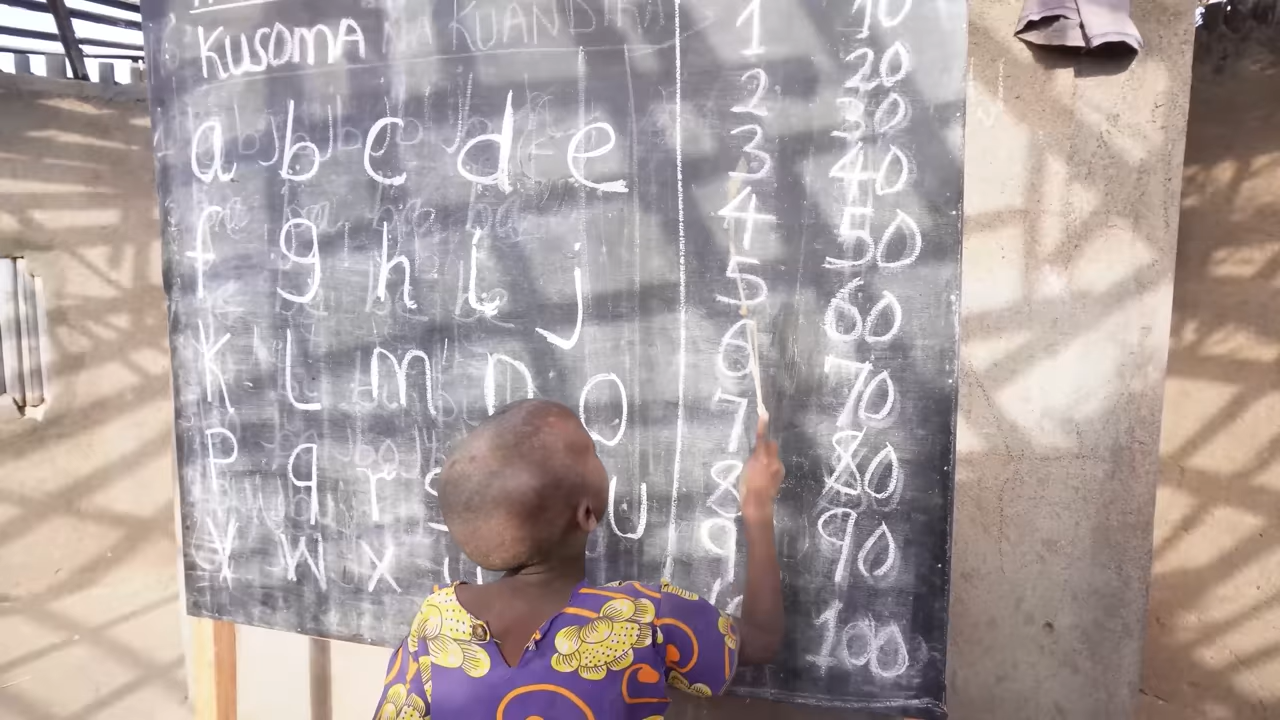 KUSOMA NA KUANDIKA
a b c d e
f g h i j
k l m n o
p q r s u
v w x
1 10
2 20
3 30
4 40
5 50
6 60
7 70
8 80
9 90
100